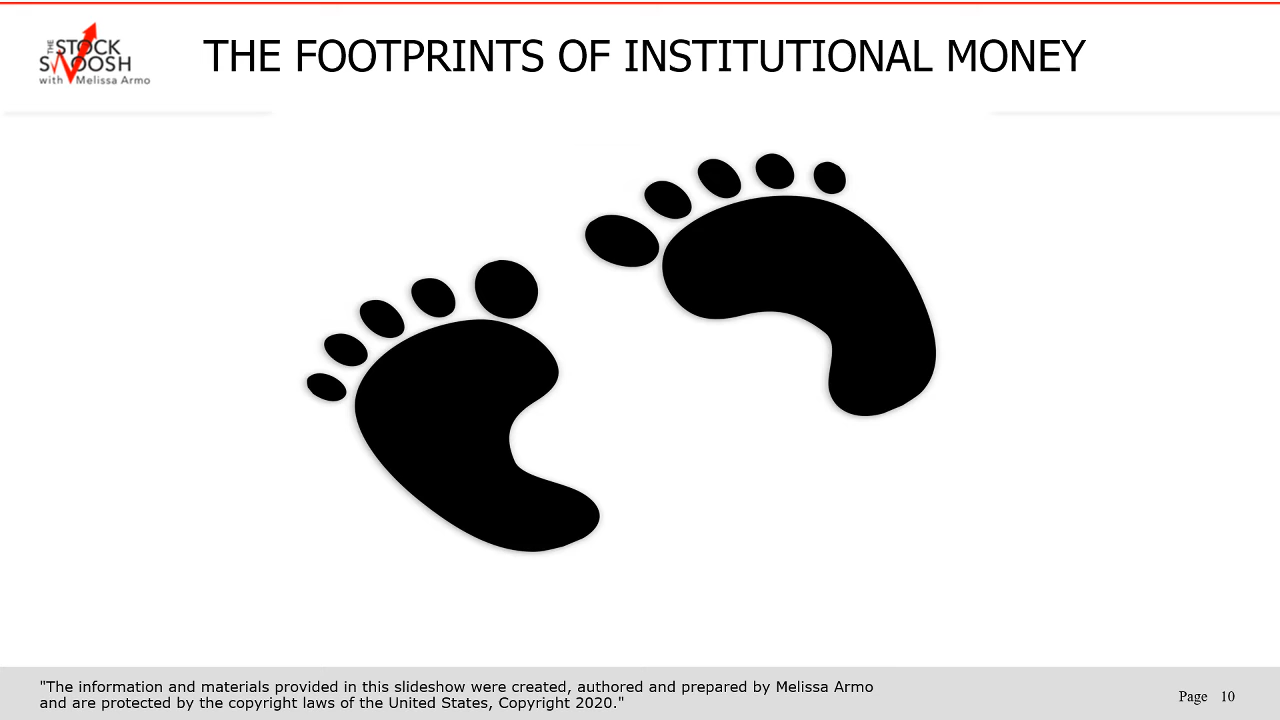 THE
STOCK
SWOOSH
with Melissa Armo
THE FOOTPRINTS OF INSTITUTIONAL MONEY
"The information and materials provided in this slideshow were created, authored and prepared by Melissa Armo
and are protected by the copyright laws of the United States, Copyright 2020."
Page 10